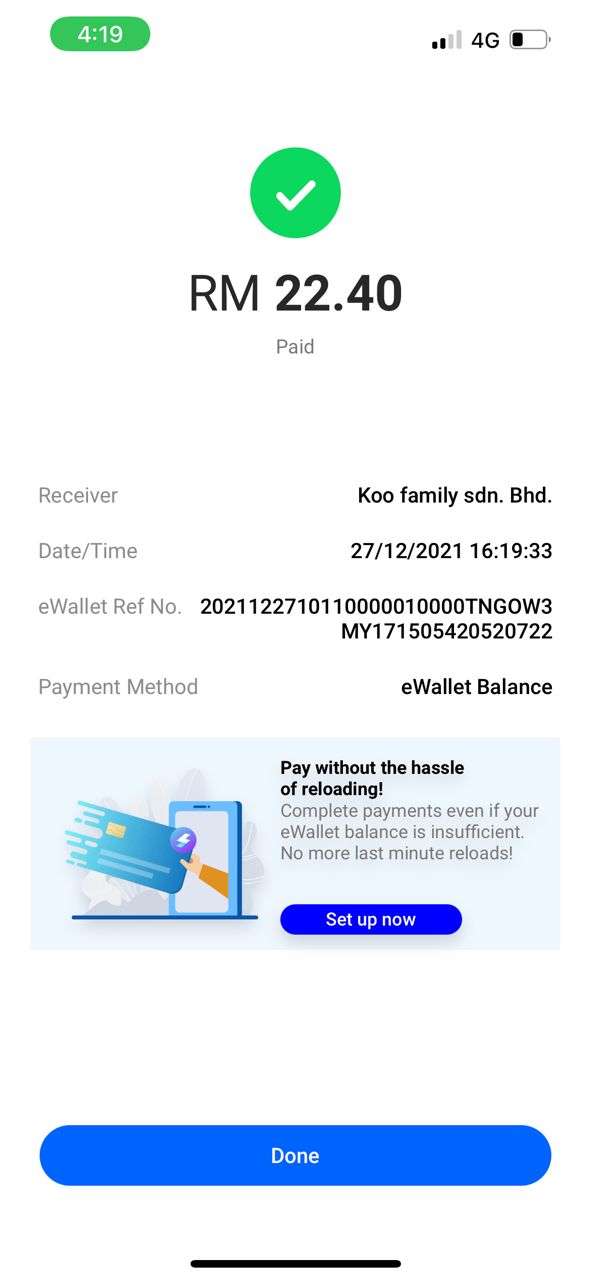 4:19
4G
RM 22.40
Paid
Receiver
Koo family sdn. Bhd.
Date/Time
27/12/2021 16:19:33
eWallet Ref No.
2021122710110000010000TNGOW3
MY171505420520722
Payment Method
eWallet Balance
Pay without the hassle
of reloading!
Complete payments even if your
eWallet balance is insufficient.
No more last minute reloads!
Set up now
Done